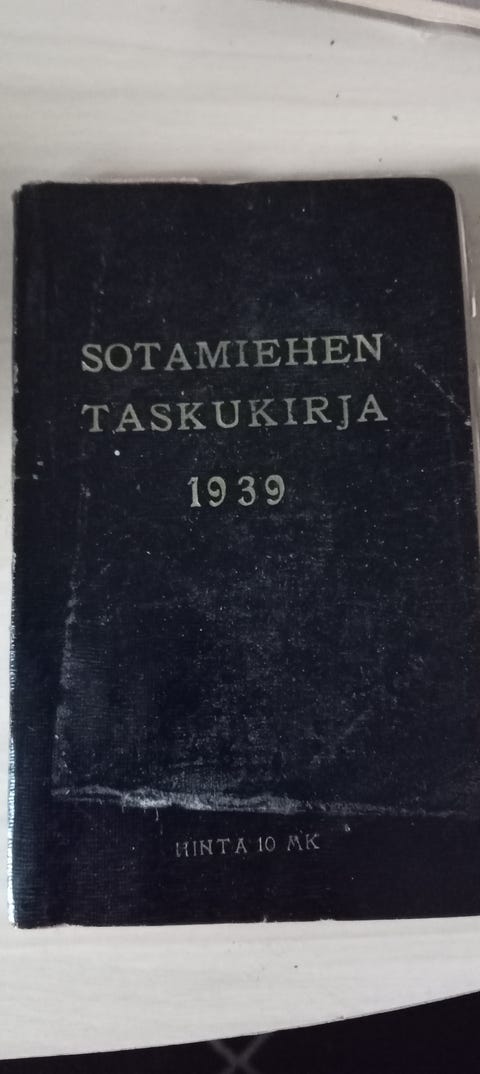 SOTAMIEHEN
TASKUKIRJA
1939
HINTA 10 MK